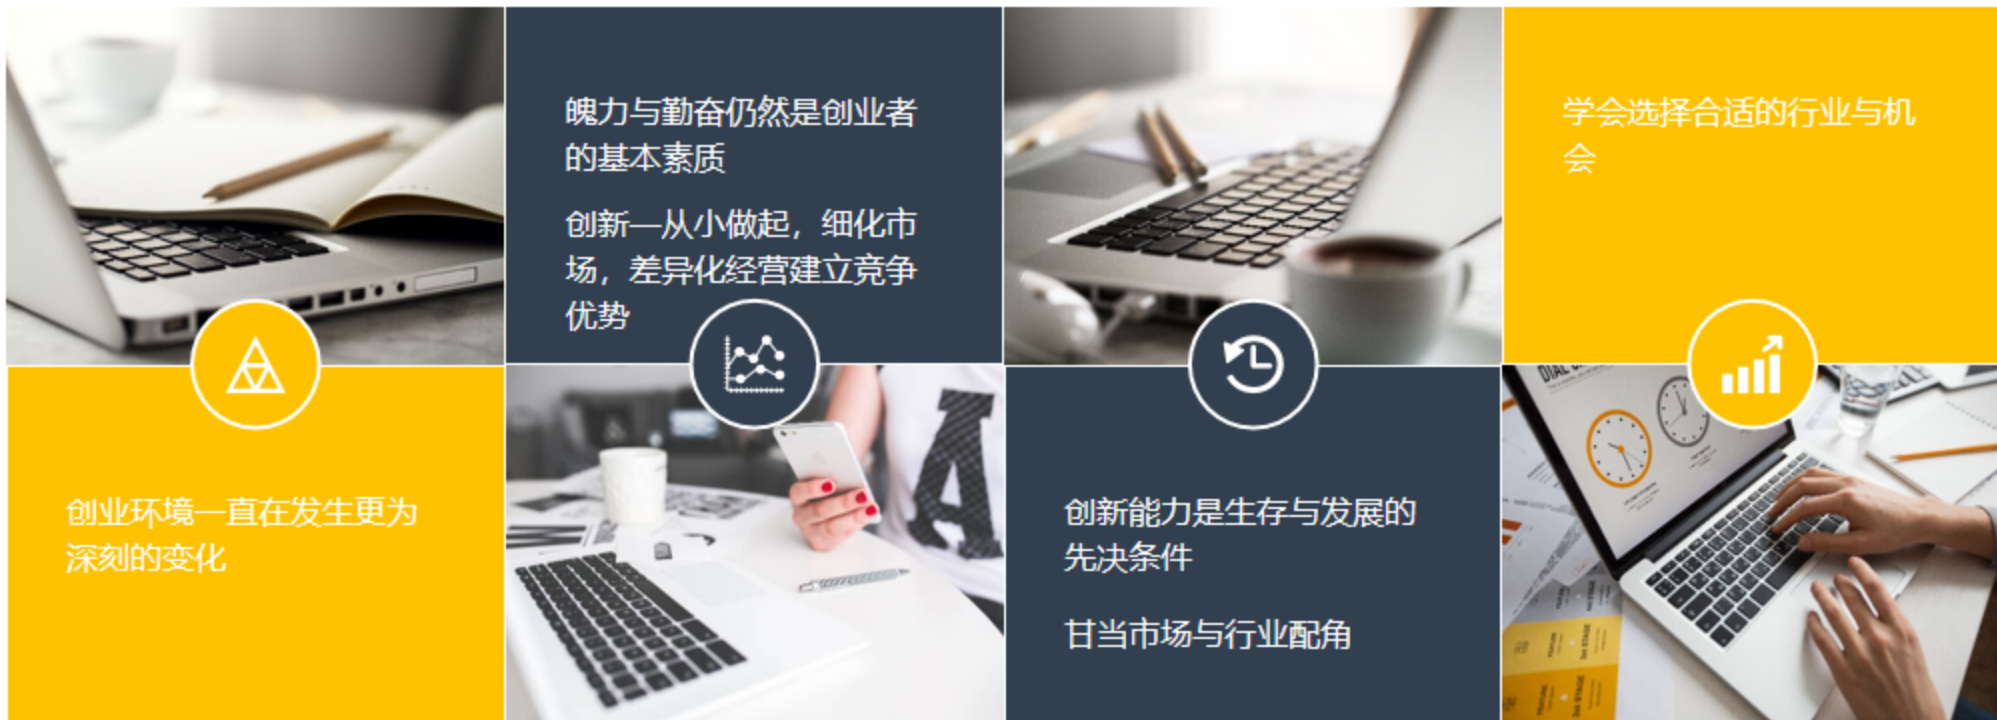 魄力与勤奋仍然是创业者
的基本素质
创新—从小做起，细化市
场，差异化经营建立竞争
优势
学会选择合适的行业与机
会
创业环境一直在发生更为
深刻的变化
创新能力是生存与发展的
先决条件
甘当市场与行业配角